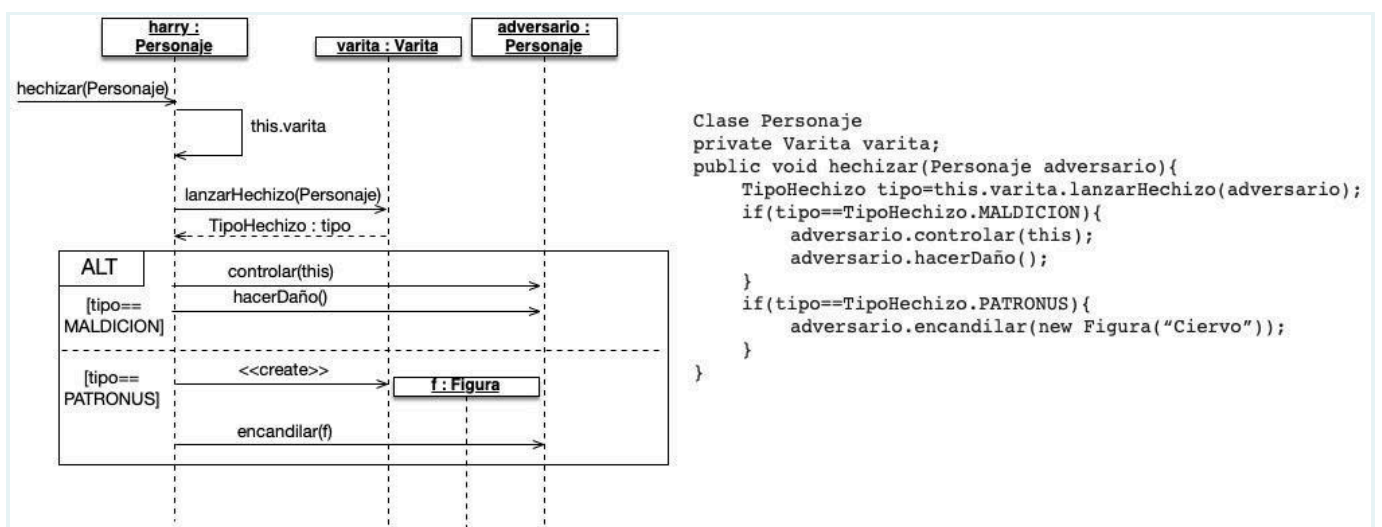 harry :
Personaje
varita : Varita
adversario :
Personaje
hechizar(Personaje)
this.varita
lanzarHechizo(Personaje)
TipoHechizo : tipo
ALT
controlar(this)
[tipo==
MALDICION]
hacerDaño()
[tipo==
PATRONUS]
<<create>>
f : Figura
encandilar(f)
Clase Personaje
private Varita varita;
public void hechizar(Personaje adversario){
TipoHechizo tipo=this.varita.lanzarHechizo(adversario);
if(tipo==TipoHechizo.MALDICION){
adversario.controlar(this);
adversario.hacerDaño();
}
if(tipo==TipoHechizo.PATRONUS){
adversario.encandilar(new Figura(“Ciervo”));
}
}